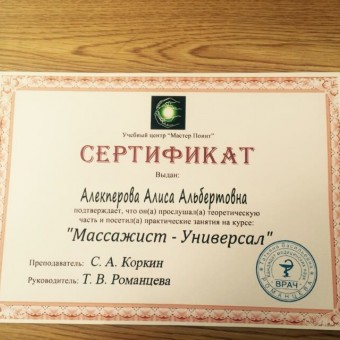 Учебный центр "Мастер Поинт"
СЕРТИФИКАТ
Выдан:
Алекперова Алиса Альбертовна
подтверждает, что он(а) прослушал(а) теоретическую
часть и посетил(а) практические занятия на курсе:
"Массажист - Универсал"
Преподаватель: С. А. Коркин
Руководитель: Т. В. Романцева
ВРАЧ